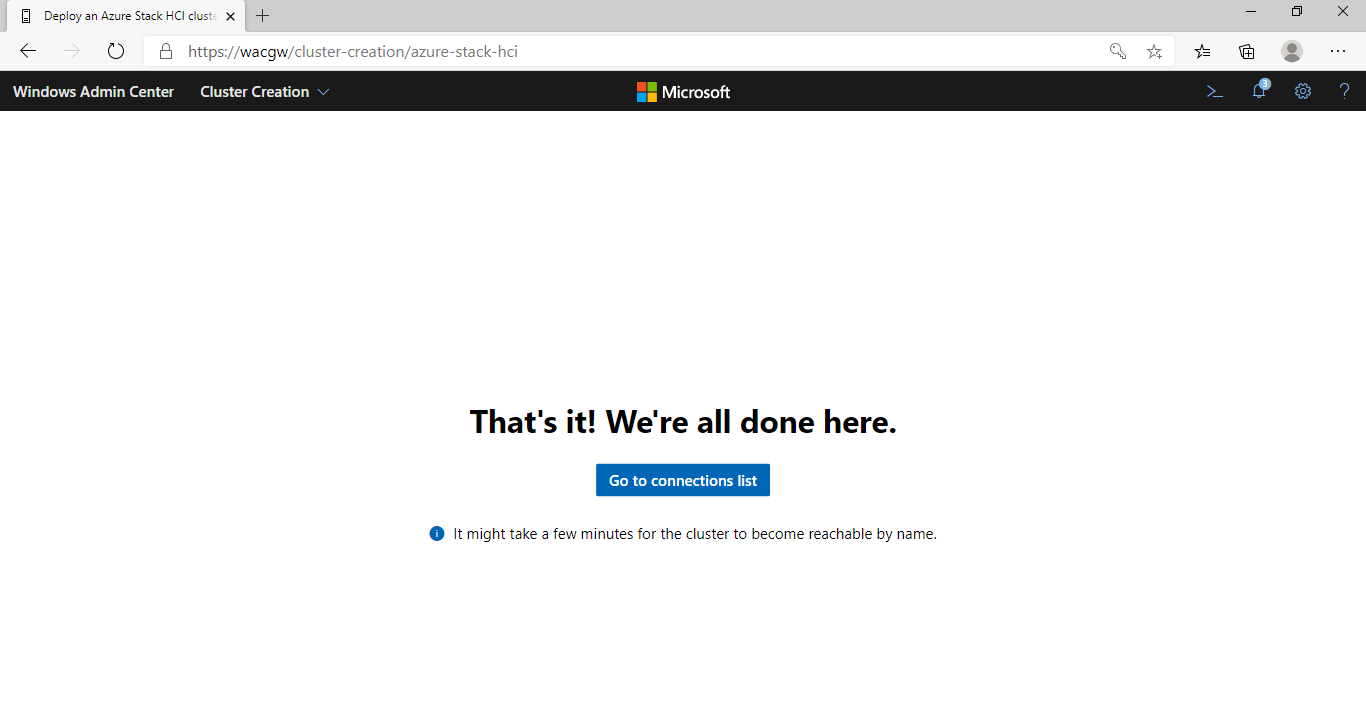 Deploy an Azure Stack HCI cluste
https://wacgw/cluster-creation/azure-stack-hci
Windows Admin Center Cluster Creation Microsoft 3
That's it! We're all done here.
Go to connections list
It might take a few minutes for the cluster to become reachable by name.